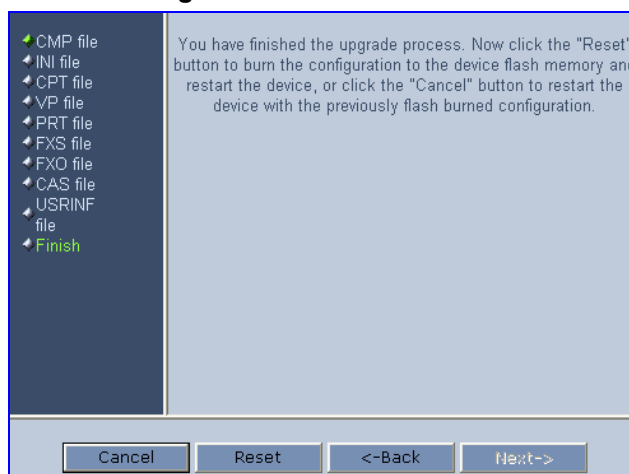 CMP file
INI file
CPT file
VP file
PRT file
FXS file
FXO file
CAS file
USRINF
file
Finish
You have finished the upgrade process. Now click the "Reset"
button to burn the configuration to the device flash memory and
restart the device, or click the "Cancel" button to restart the
device with the previously flash burned configuration.
Cancel
Reset
<-Back
Next->